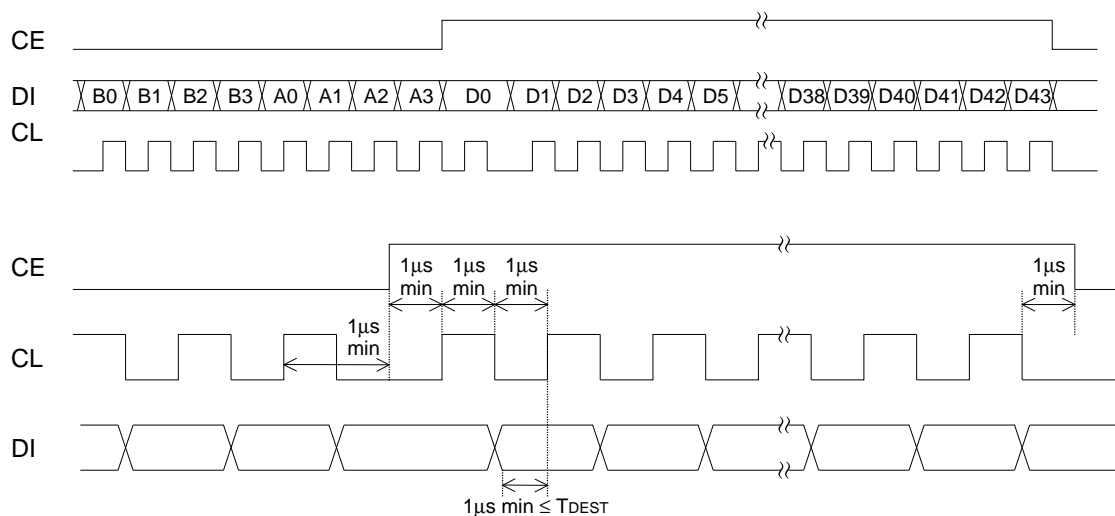 CE
DI B0 B1 B2 B3 A0 A1 A2 A3 D0 D1 D2 D3 D4 D5 D38 D39 D40 D41 D42 D43
CL
CE
1μs 1μs 1μs 1μs
min min min min
1μs
min
CL
DI
1μs min ≤ TDEST